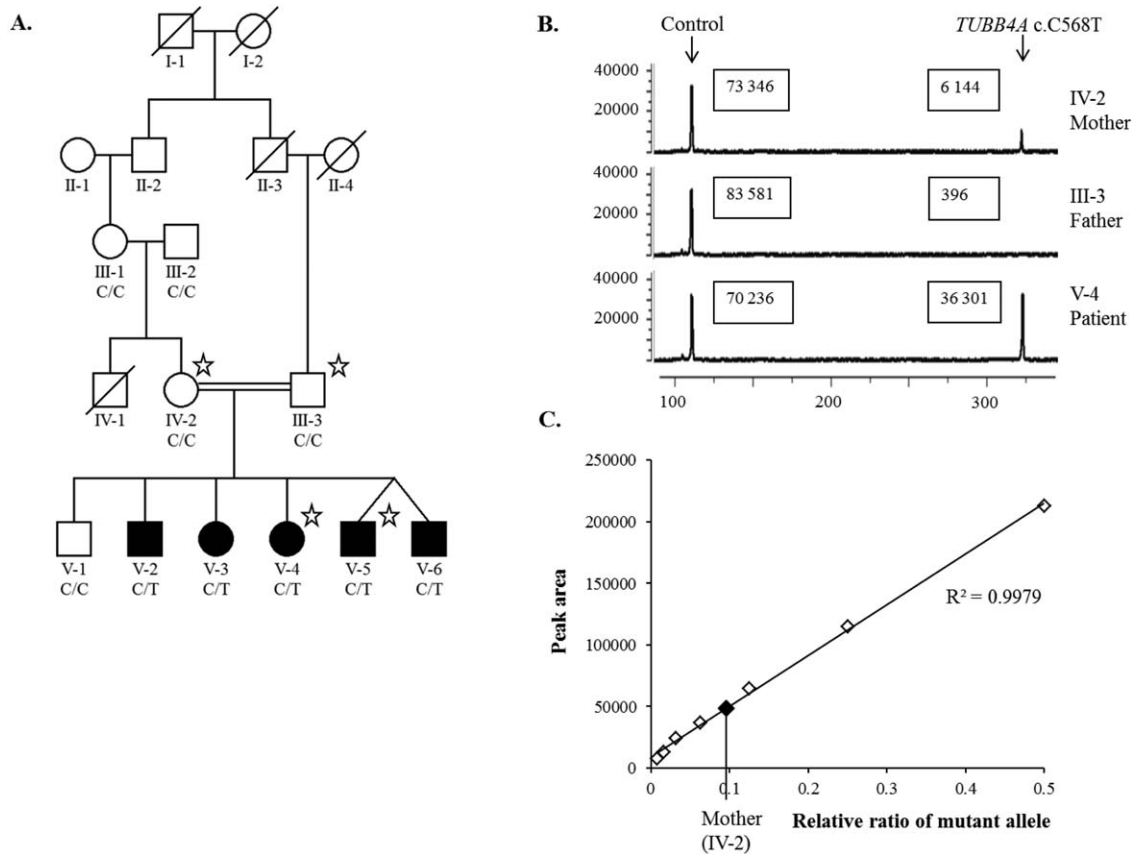 A.
I-1 I-2
II-1 II-2 II-3 II-4
III-1 III-2
C/C C/C
IV-1 IV-2 III-3
C/C C/C
V-1 V-2 V-3 V-4 V-5 V-6
C/C C/T C/T C/T C/T C/T
B.
Control TUBB4A c.C568T
40000
20000
0
73 346 6 144
IV-2
Mother
40000
20000
0
83 581 396
III-3
Father
40000
20000
0
70 236 36 301
V-4
Patient
100 200 300
C.
250000
200000
150000
100000
50000
0
Peak area
R² = 0.9979
0 0.1 0.2 0.3 0.4 0.5
Mother
(IV-2)
Relative ratio of mutant allele